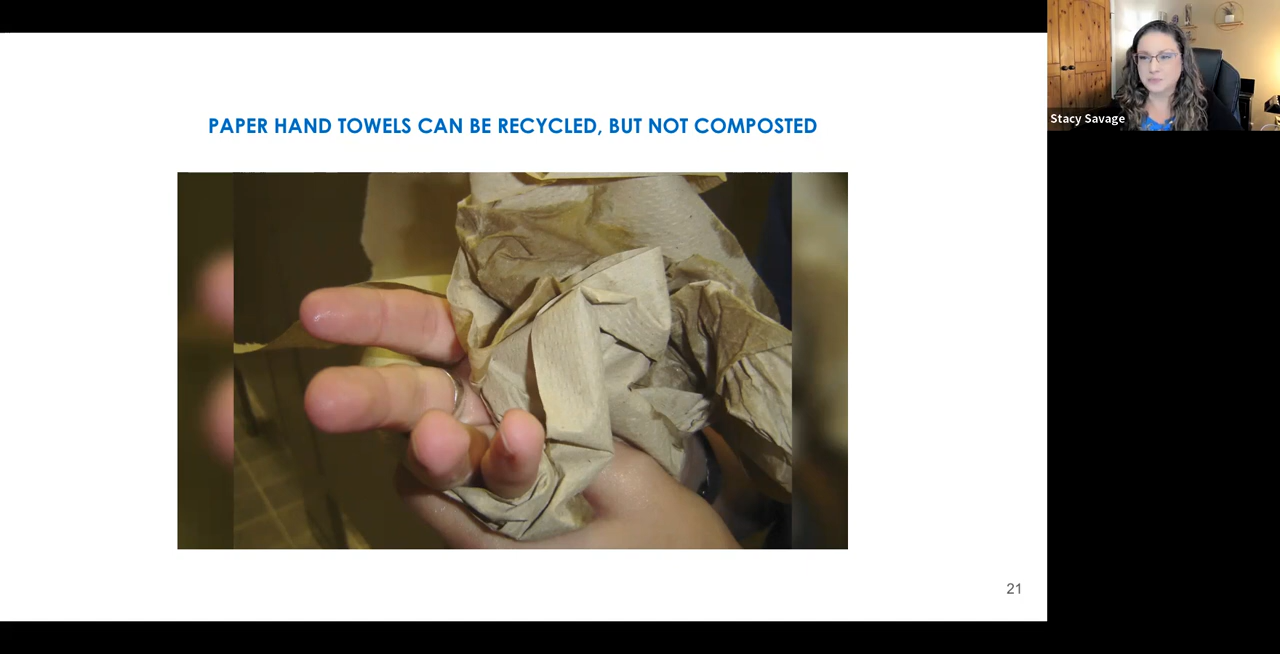 PAPER HAND TOWELS CAN BE RECYCLED, BUT NOT COMPOSTED
Stacy Savage
21